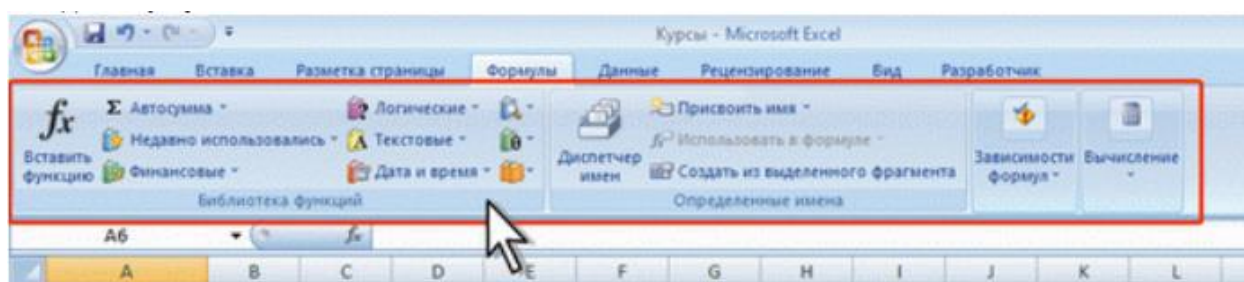 Курсы - Microsoft Excel
Главная Вставка Разметка страницы Формулы Данные Рецензирование Вид Разработчик
fx Вставить функцию
Σ Автосумма
Недавно использовались
Финансовые
Логические
Текстовые
Дата и время
Библиотека функций
Диспетчер имен
Присвоить имя
Использовать в формуле
Создать из выделенного фрагмента
Определенные имена
Зависимости формул
Вычисление
A6 fx
A B C D E F G H I J K L